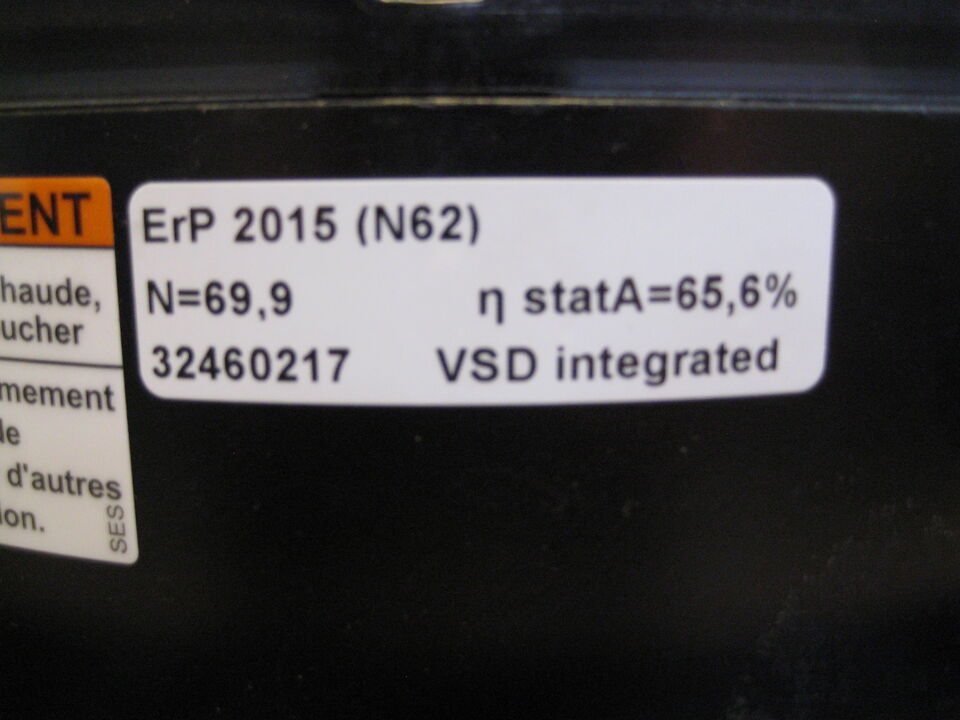 ENT
haude,
ucher
mement
le
d'autres
ion.
SES
ErP 2015 (N62)
N=69,9 η statA=65,6%
32460217 VSD integrated